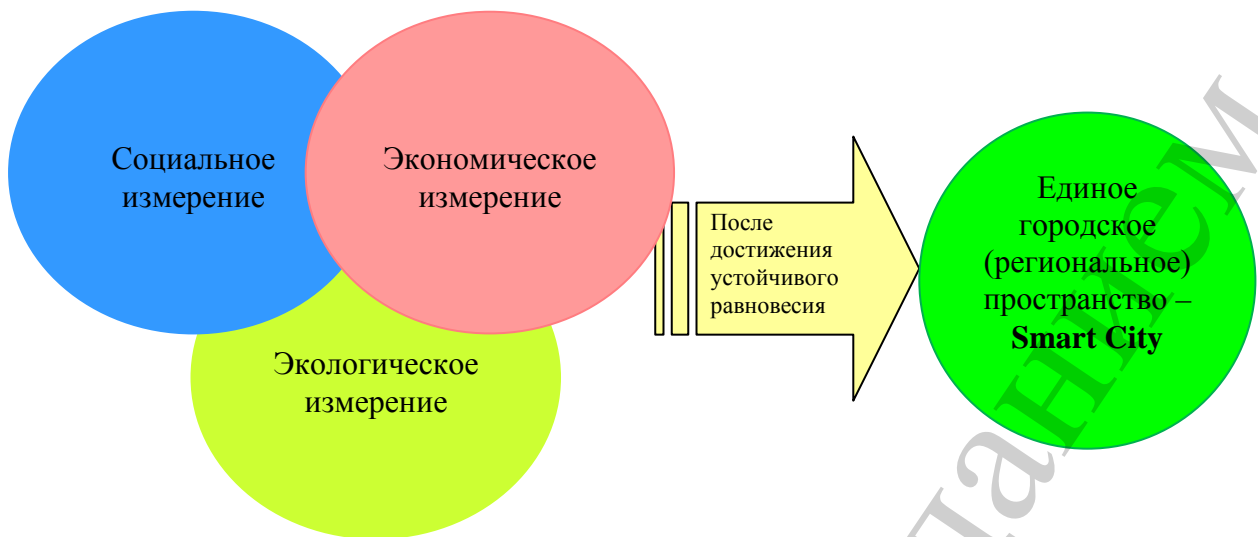 Социальное
измерение
Экономическое
измерение
Экологическое
измерение
После
достижения
устойчивого
равновесия
Единое
городское
(региональное)
пространство –
Smart City